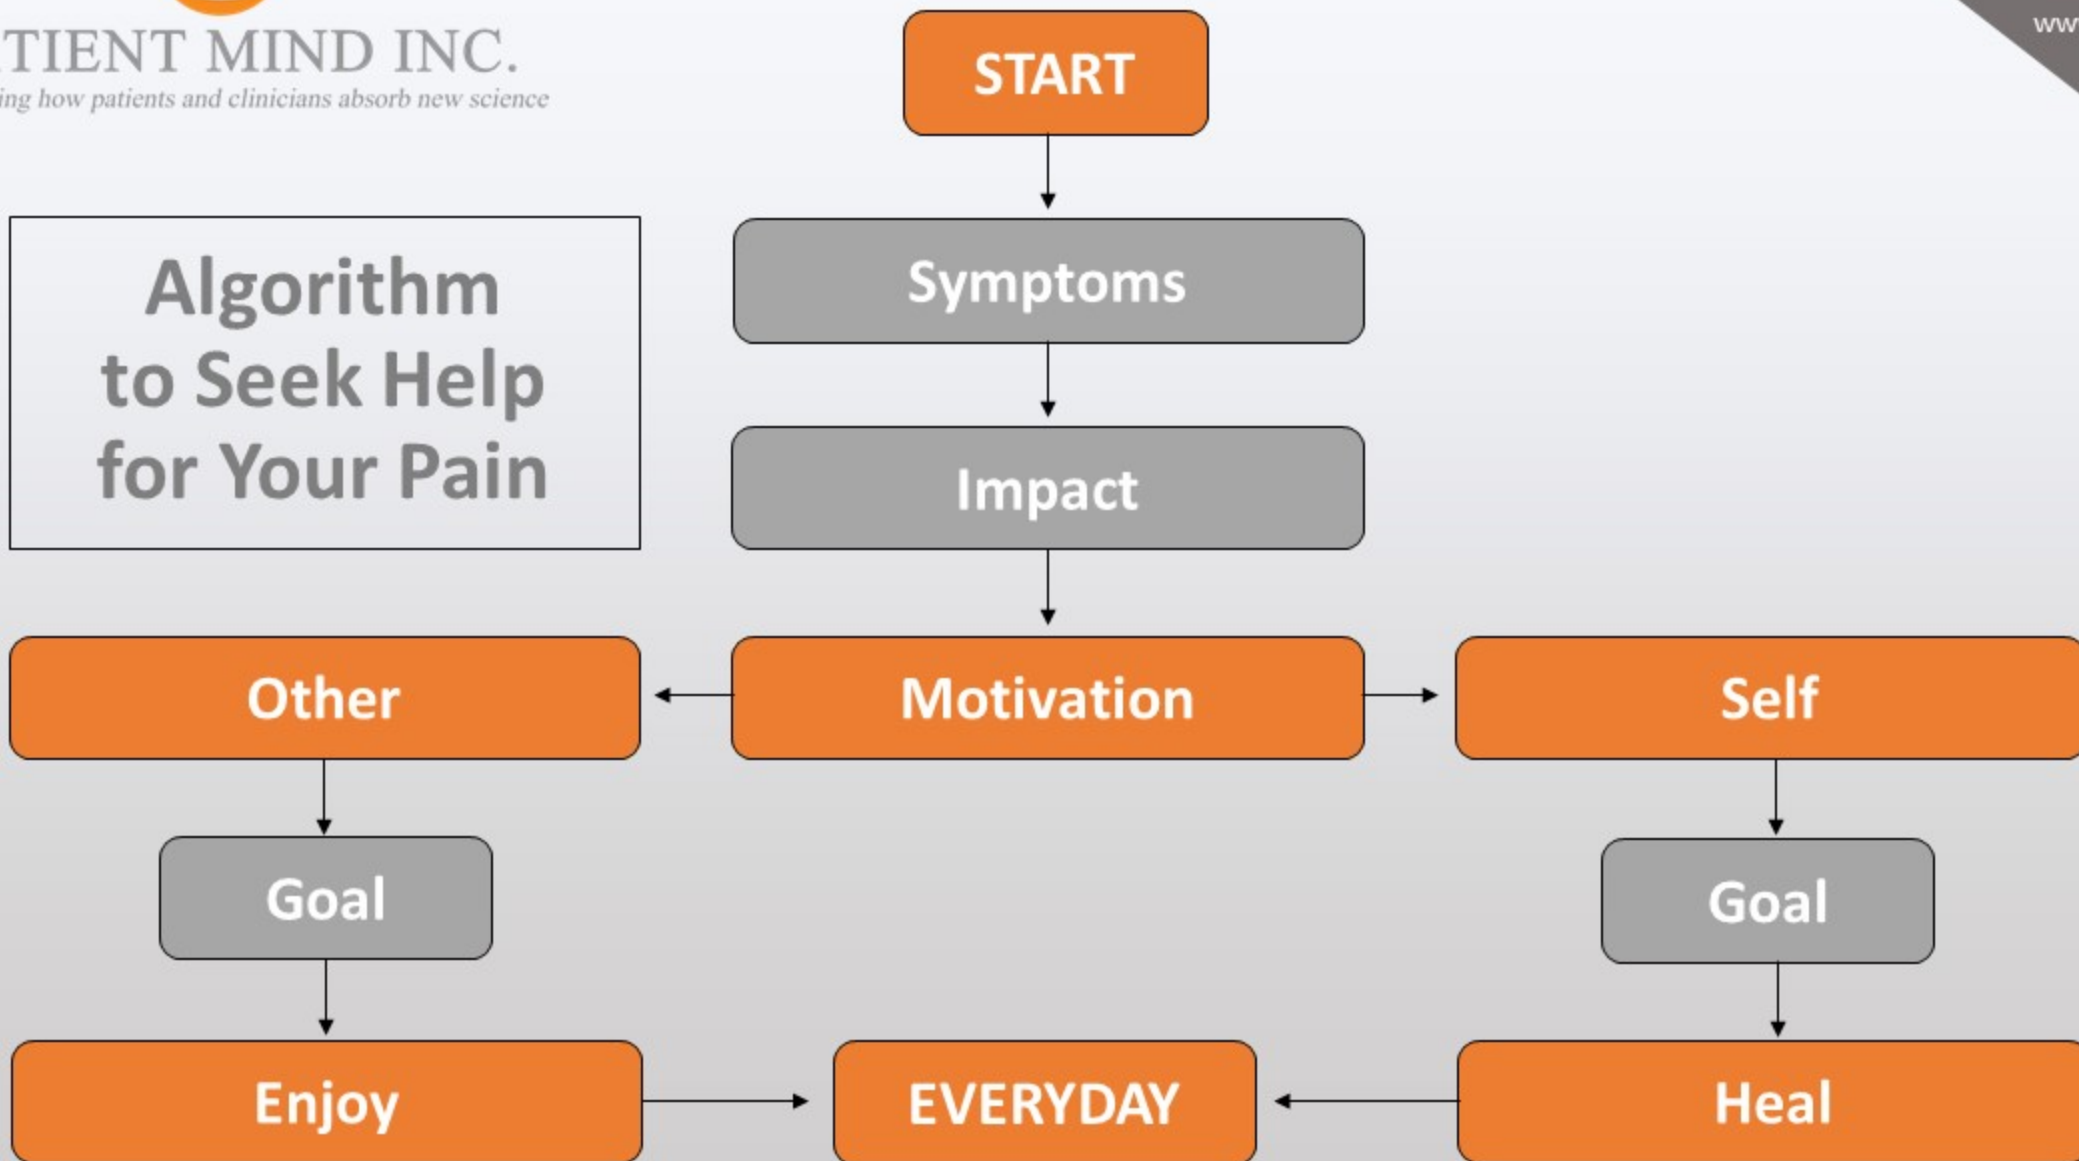 TIENT MIND INC.
ing how patients and clinicians absorb new science
START
Algorithm
to Seek Help
for Your Pain
Symptoms
Impact
Other
Motivation
Self
Goal
Goal
Enjoy
EVERYDAY
Heal